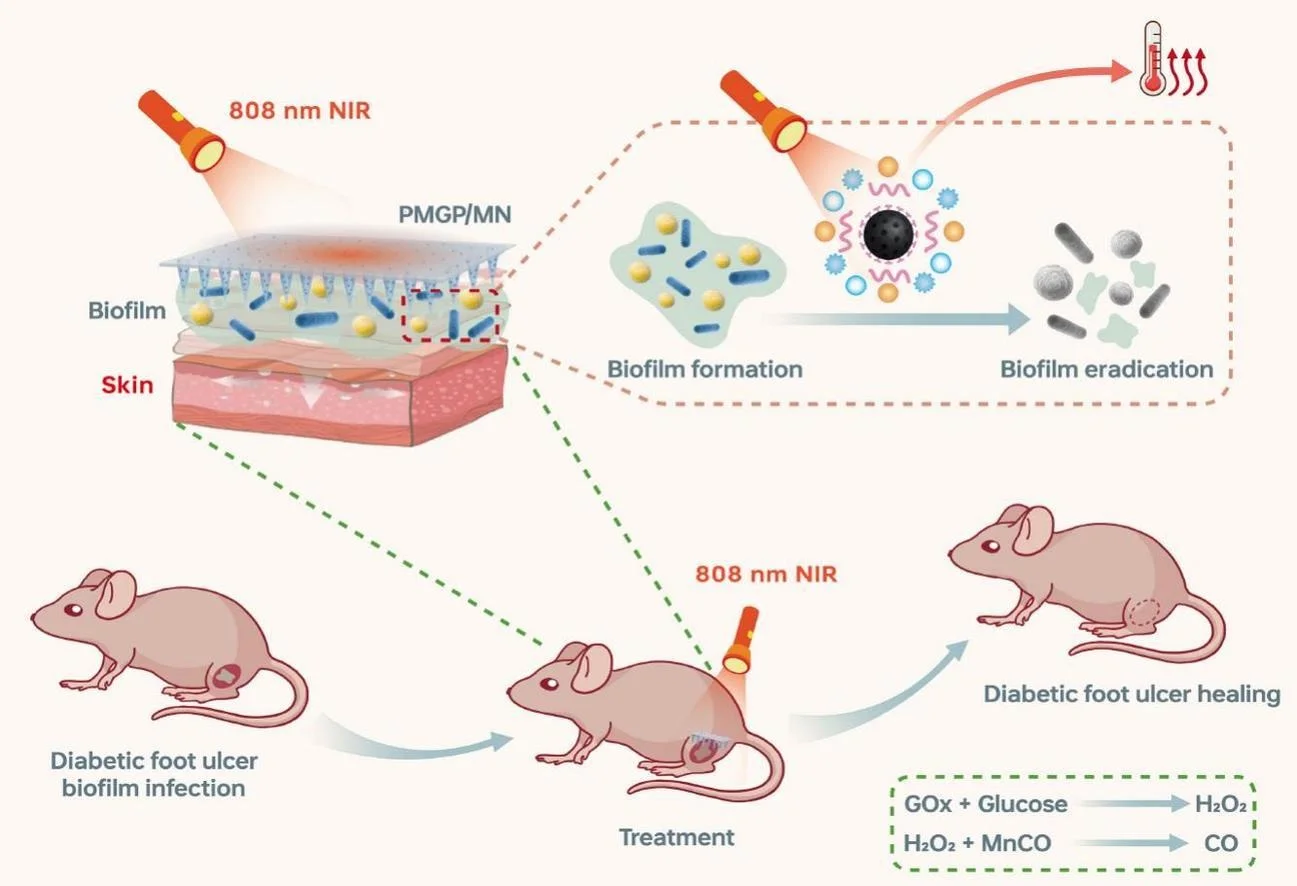 808 nm NIR
PMGP/MN
Biofilm
Skin
Biofilm formation
Biofilm eradication
808 nm NIR
Diabetic foot ulcer
biofilm infection
Treatment
Diabetic foot ulcer healing
GOx + Glucose H₂O₂
H₂O₂ + MnCO CO